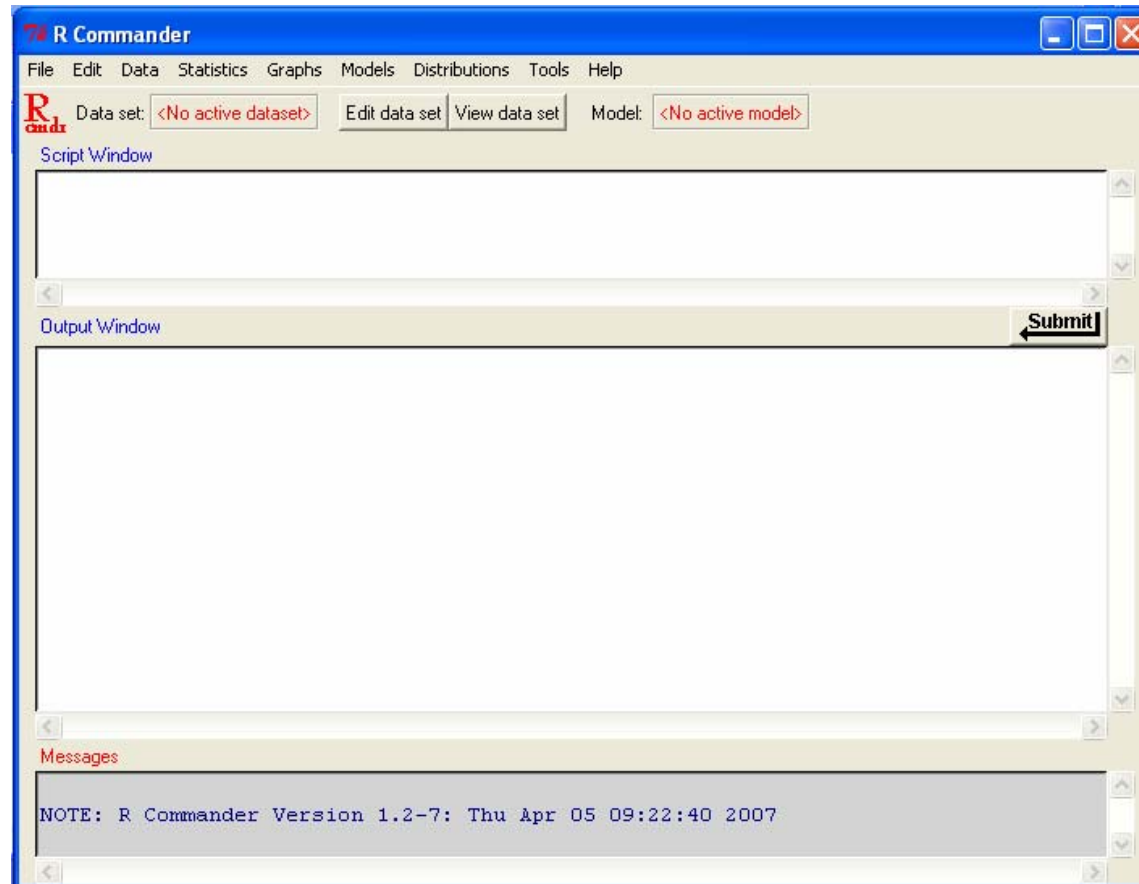 R Commander
File Edit Data Statistics Graphs Models Distributions Tools Help
R cmdr Data set: <No active dataset> Edit data set View data set Model: <No active model>
Script Window
Output Window Submit
Messages
NOTE: R Commander Version 1.2-7: Thu Apr 05 09:22:40 2007